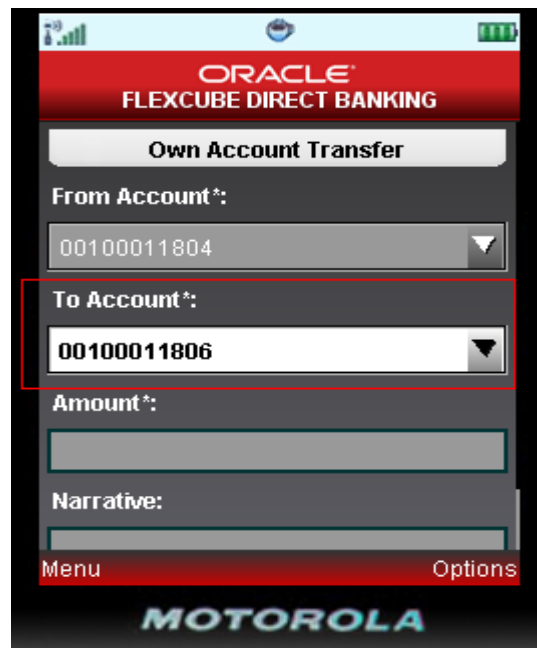 ORACLE
FLEXCUBE DIRECT BANKING
Own Account Transfer
From Account*:
00100011804
To Account*:
00100011806
Amount*:
Narrative:
Menu Options
MOTOROLA